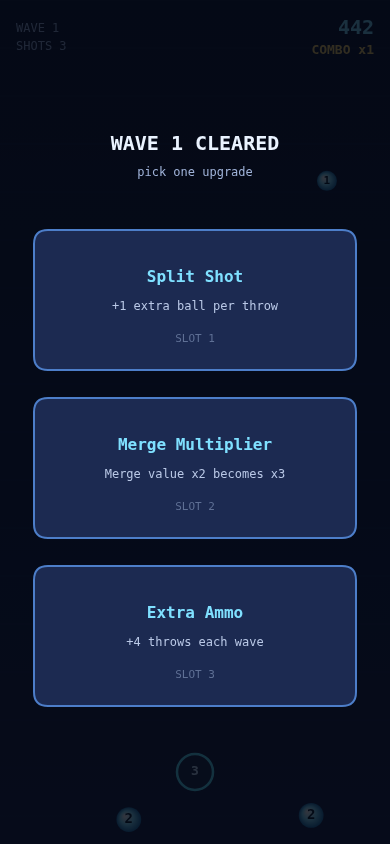 WAVE 1
SHOTS 3
442
COMBO x1
WAVE 1 CLEARED
pick one upgrade
1
Split Shot
+1 extra ball per throw
SLOT 1
Merge Multiplier
Merge value x2 becomes x3
SLOT 2
Extra Ammo
+4 throws each wave
SLOT 3
3
2
2